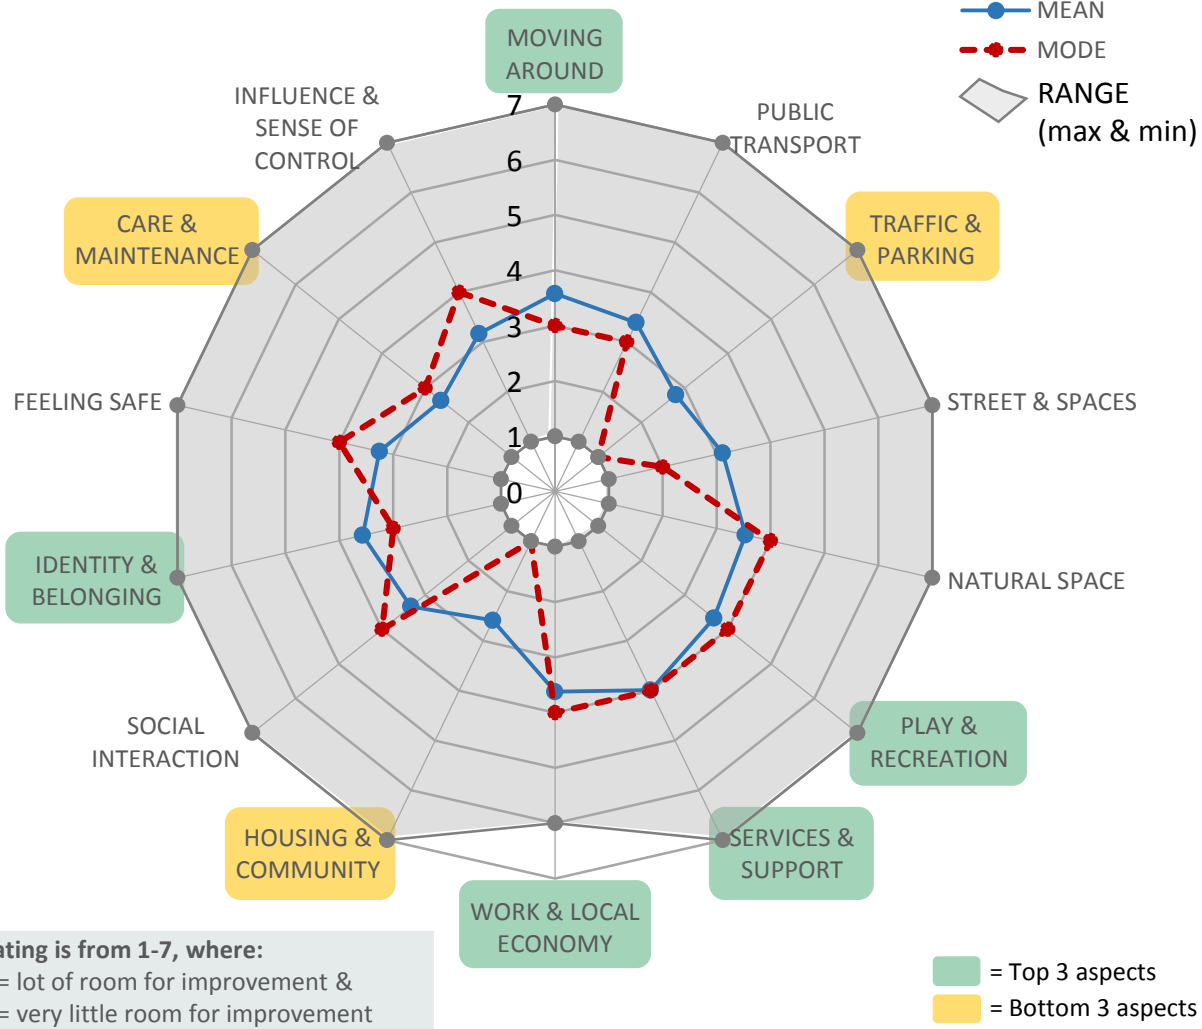 MEAN
MODE
RANGE
(max & min)
MOVING
AROUND
PUBLIC
TRANSPORT
TRAFFIC &
PARKING
STREET & SPACES
NATURAL SPACE
PLAY &
RECREATION
SERVICES &
SUPPORT
WORK & LOCAL
ECONOMY
HOUSING &
COMMUNITY
SOCIAL
INTERACTION
IDENTITY &
BELONGING
FEELING SAFE
CARE &
MAINTENANCE
INFLUENCE &
SENSE OF
CONTROL
7
6
5
4
3
2
1
0
ating is from 1-7, where:
= lot of room for improvement &
= very little room for improvement
= Top 3 aspects
= Bottom 3 aspects